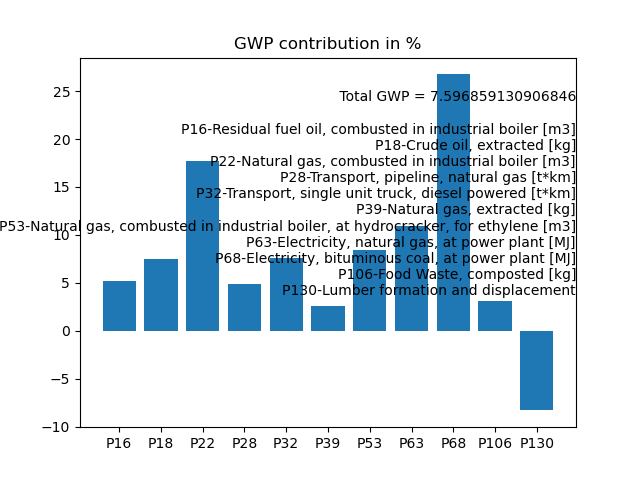 GWP contribution in %
Total GWP = 7.596859130906846
P16-Residual fuel oil, combusted in industrial boiler [m3]
P18-Crude oil, extracted [kg]
P22-Natural gas, combusted in industrial boiler [m3]
P28-Transport, pipeline, natural gas [t*km]
P32-Transport, single unit truck, diesel powered [t*km]
P39-Natural gas, extracted [kg]
P53-Natural gas, combusted in industrial boiler, at hydrocracker, for ethylene [m3]
P63-Electricity, natural gas, at power plant [MJ]
P68-Electricity, bituminous coal, at power plant [MJ]
P106-Food Waste, composted [kg]
P130-Lumber formation and displacement
25
20
15
10
5
0
−5
−10
P16 P18 P22 P28 P32 P39 P53 P63 P68 P106 P130